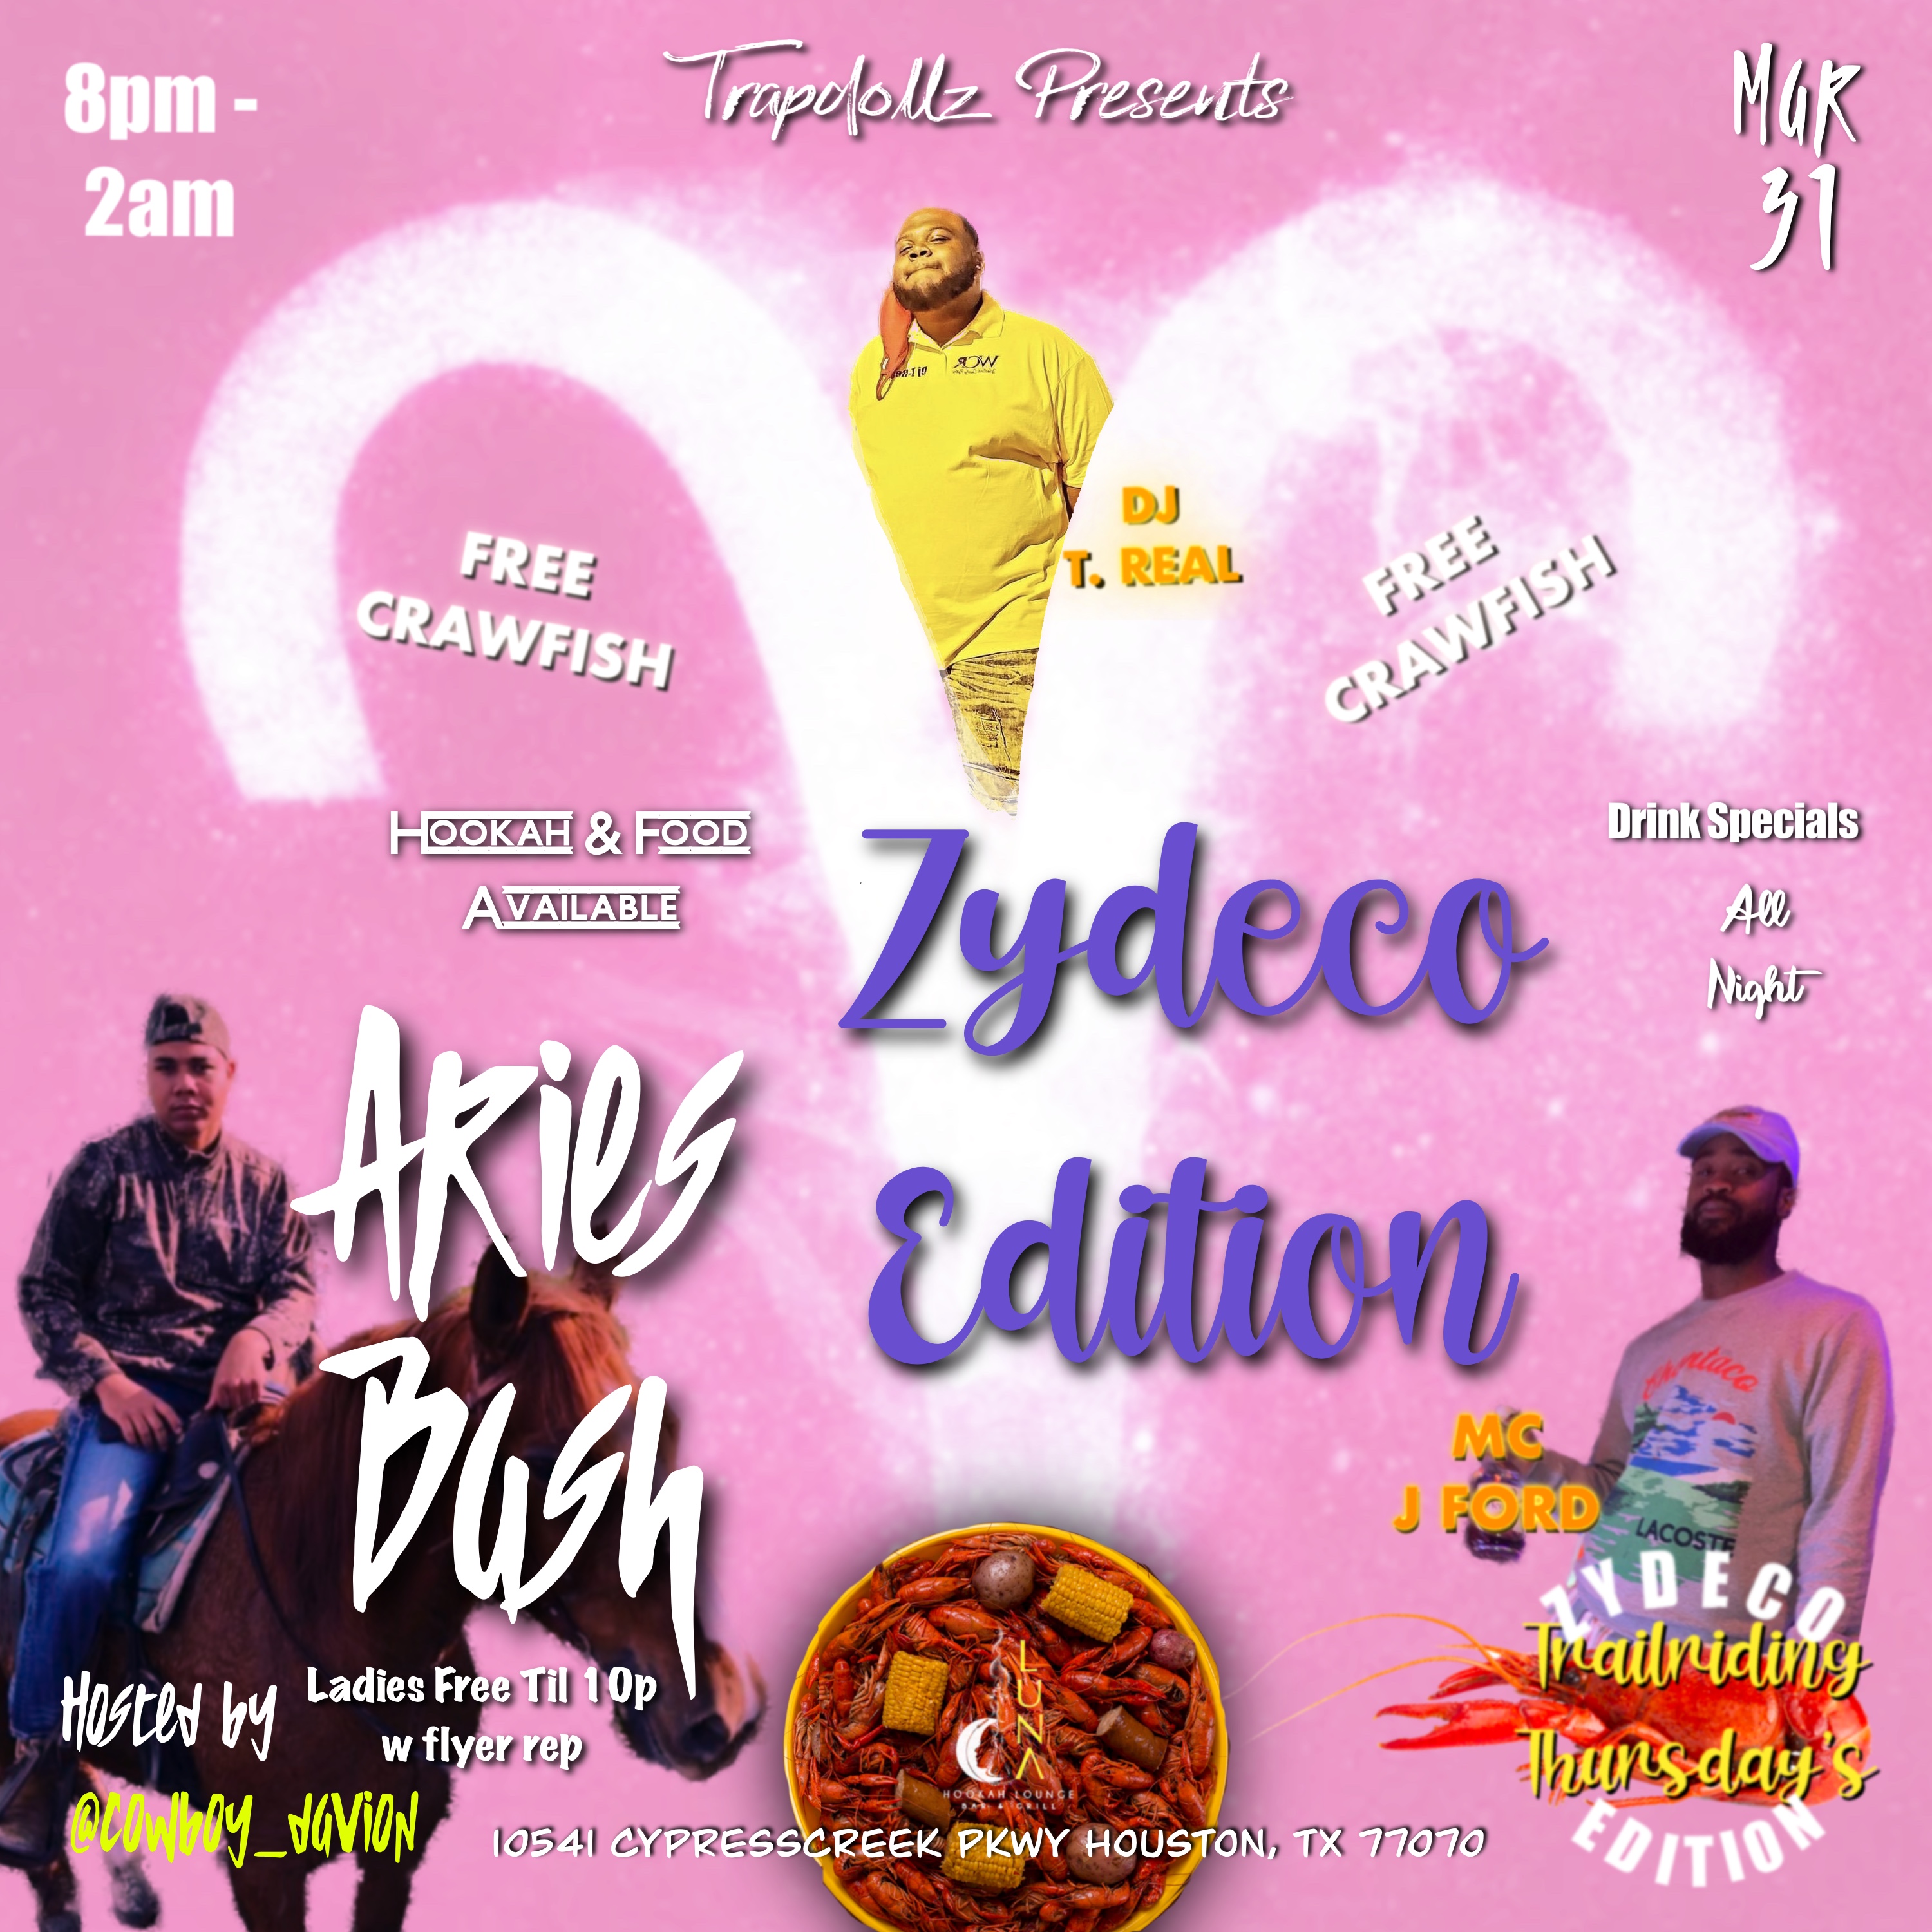 Trapdollz Presents
8pm -
2am
MAR
31
DJ
T. REAL
FREE
CRAWFISH
FREE
CRAWFISH
HOOKAH & FOOD
AVAILABLE
Drink Specials
All
Night
Zydeco
Edition
Aries
Bash
MC
J FORD
LACOSTE
ZYDECO
Trailriding
Thursday's
EDITION
Hosted by
@cowboy_davion
Ladies Free Til 10p
w flyer rep
LUNA
HOOKAH LOUNGE
BAR & GRILL
10541 CYPRESSCREEK PKWY HOUSTON, TX 77070